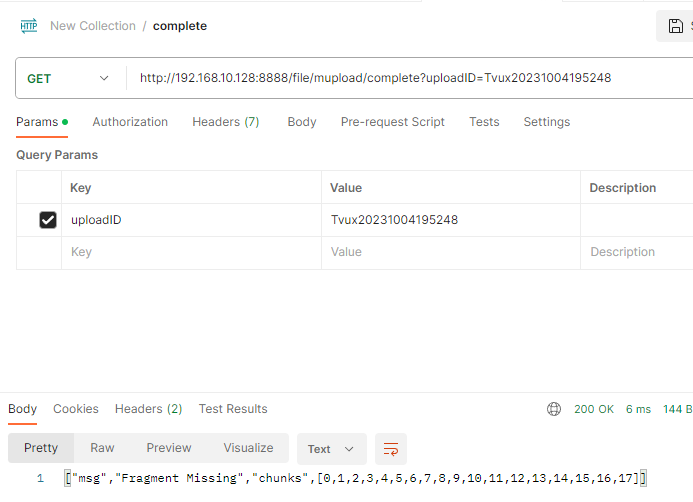 HTTP New Collection / complete
S
GET http://192.168.10.128:8888/file/mupload/complete?uploadID=Tvux20231004195248
Params Authorization Headers (7) Body Pre-request Script Tests Settings
Query Params
Key Value Description
uploadID Tvux20231004195248
Key Value Description
Body Cookies Headers (2) Test Results 200 OK 6 ms 144 B
Pretty Raw Preview Visualize Text
1 ["msg","Fragment Missing","chunks",[0,1,2,3,4,5,6,7,8,9,10,11,12,13,14,15,16,17]]